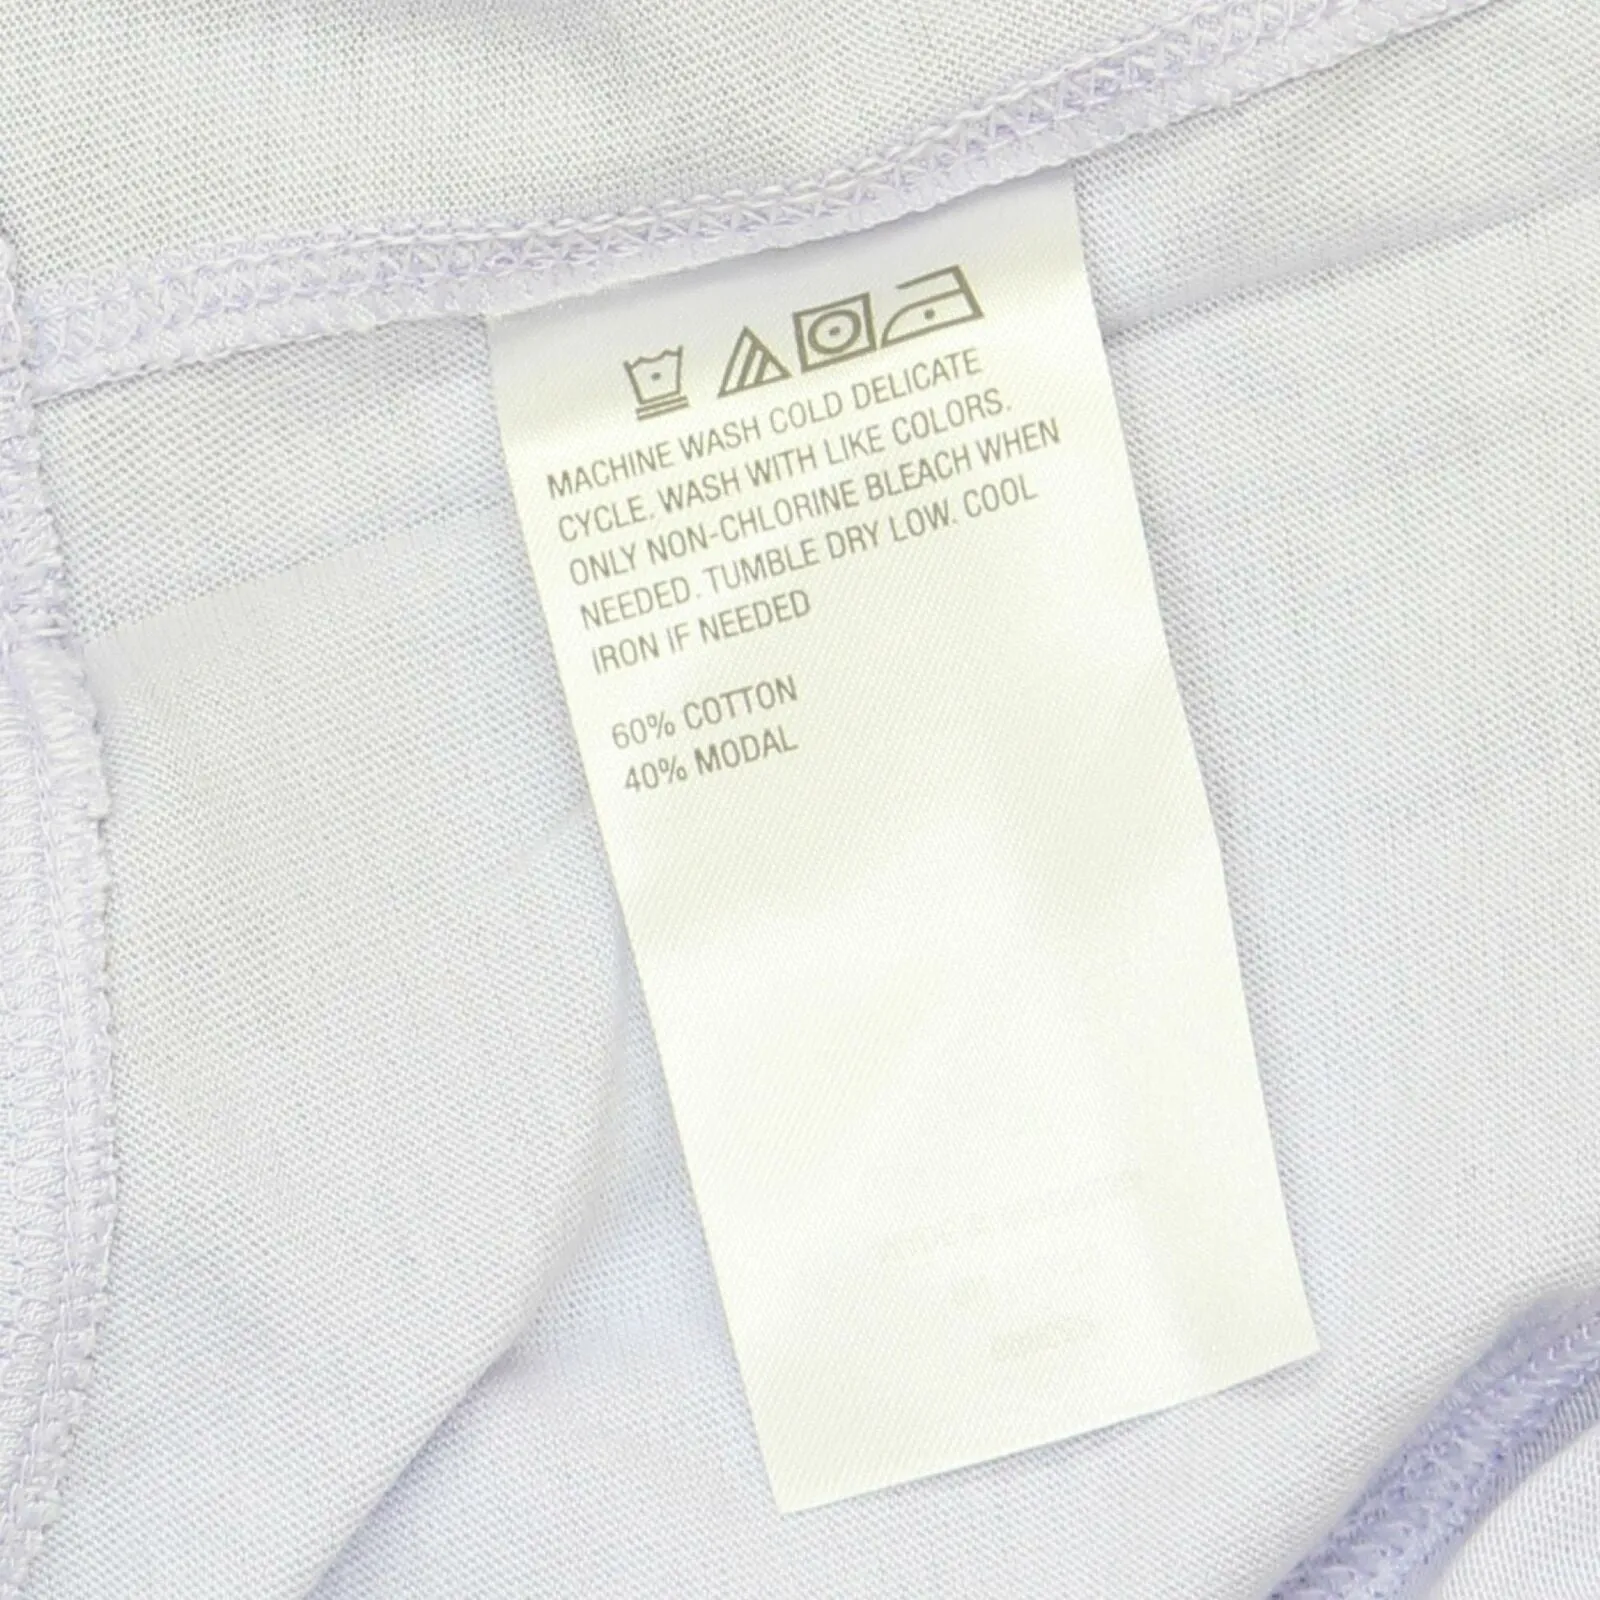 MACHINE WASH COLD DELICATE
CYCLE. WASH WITH LIKE COLORS.
ONLY NON-CHLORINE BLEACH WHEN
NEEDED. TUMBLE DRY LOW. COOL
IRON IF NEEDED
60% COTTON
40% MODAL